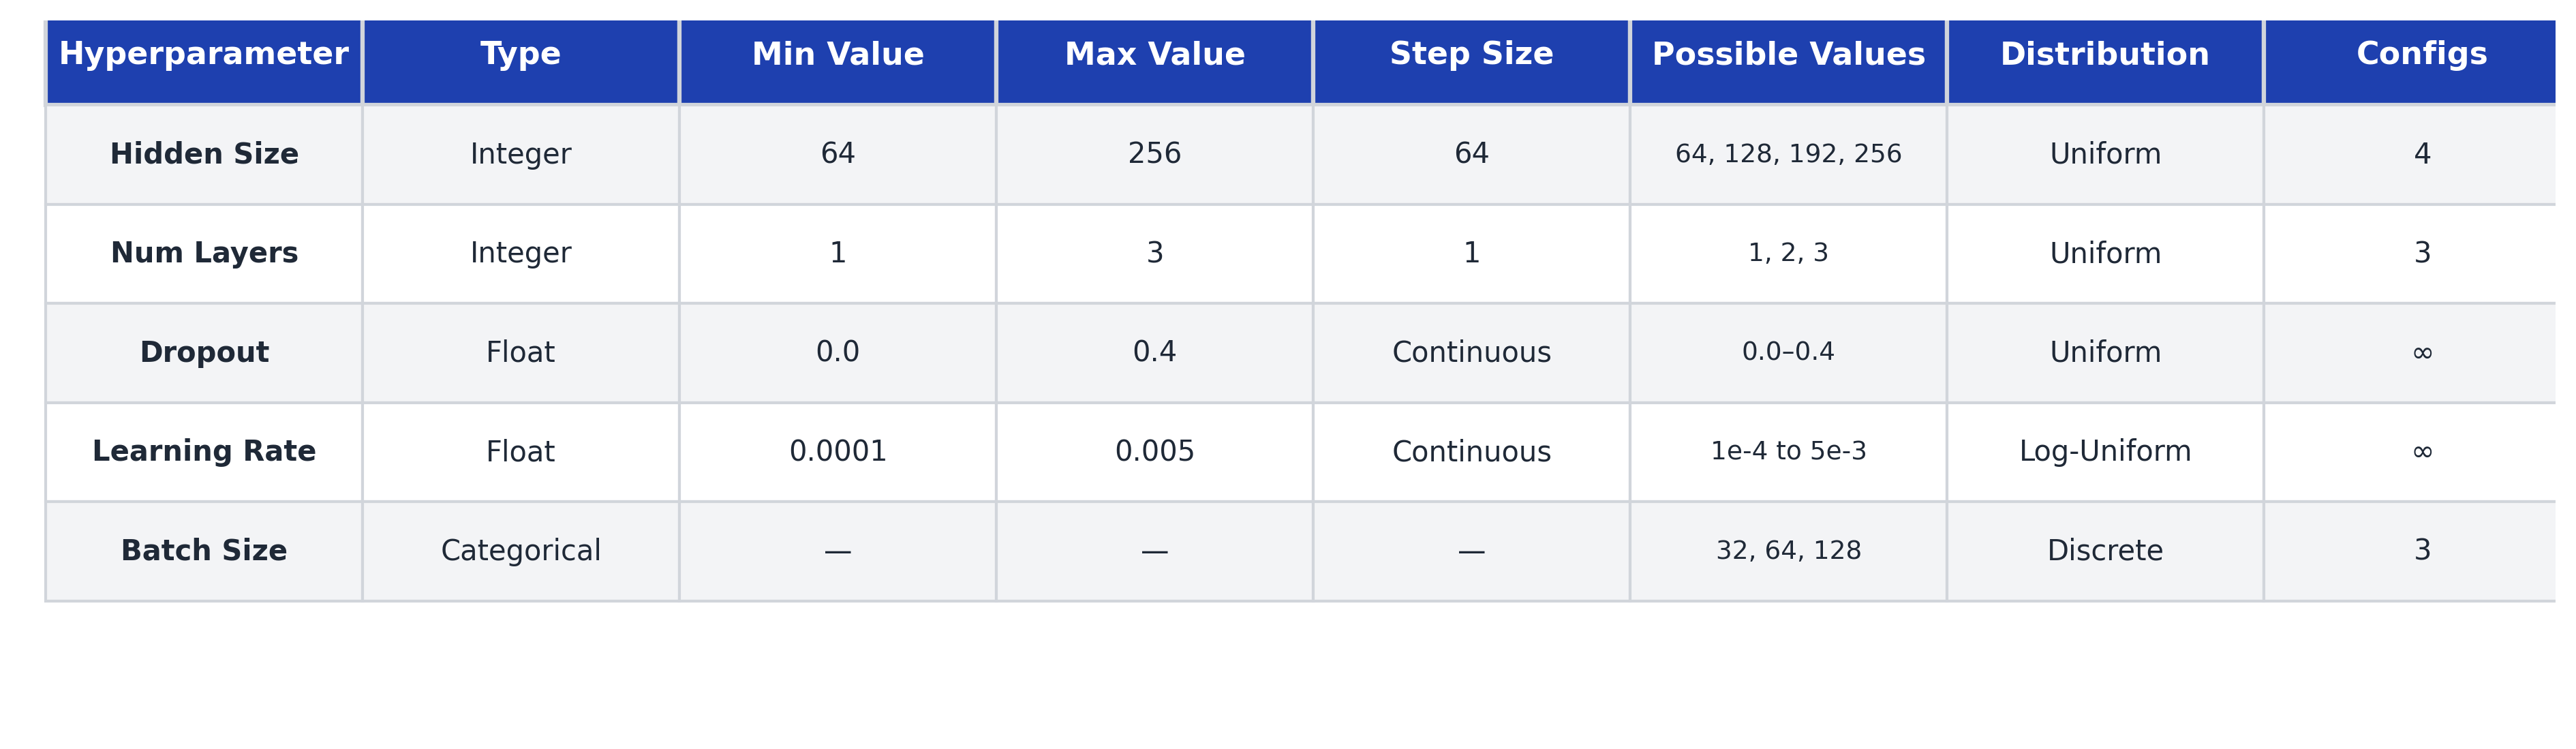 Hyperparameter Type Min Value Max Value Step Size Possible Values Distribution Configs
Hidden Size Integer 64 256 64 64, 128, 192, 256 Uniform 4
Num Layers Integer 1 3 1 1, 2, 3 Uniform 3
Dropout Float 0.0 0.4 Continuous 0.0–0.4 Uniform ∞
Learning Rate Float 0.0001 0.005 Continuous 1e-4 to 5e-3 Log-Uniform ∞
Batch Size Categorical — — — 32, 64, 128 Discrete 3